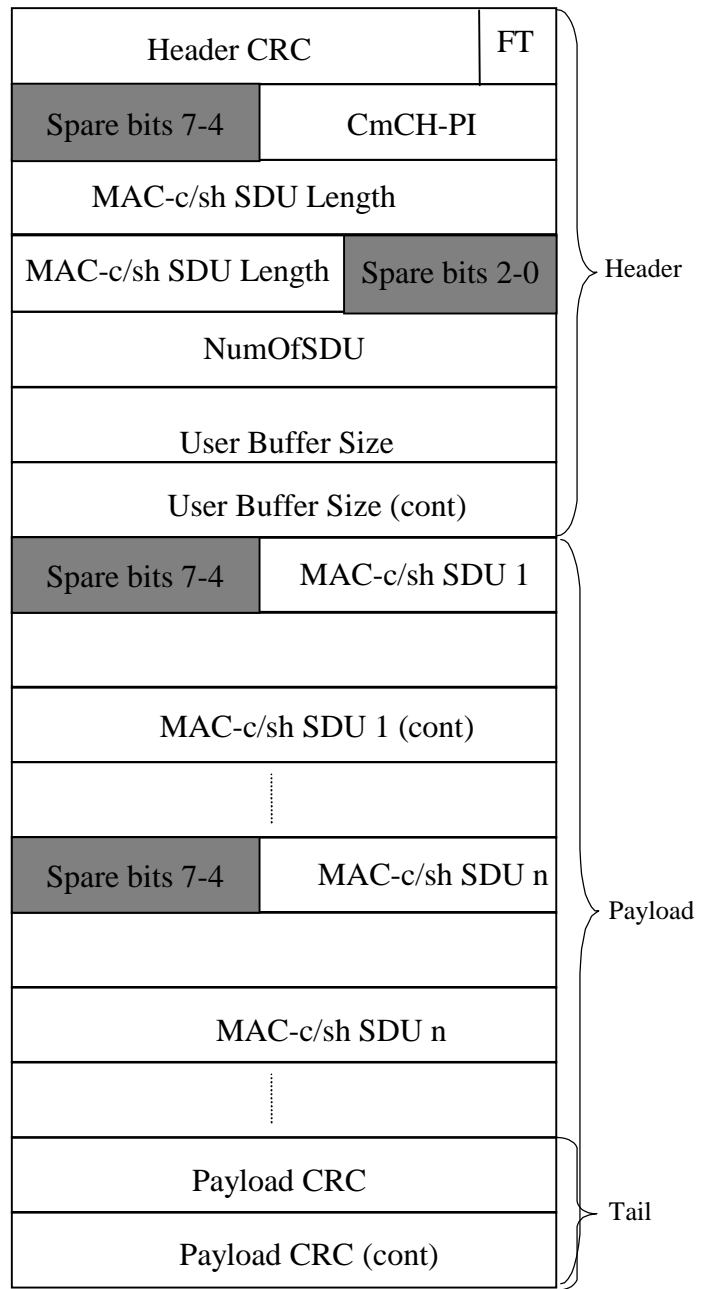 Header CRC FT
Spare bits 7-4 CmCH-PI
MAC-c/sh SDU Length
MAC-c/sh SDU Length Spare bits 2-0
Header
NumOfSDU
User Buffer Size
User Buffer Size (cont)
Spare bits 7-4 MAC-c/sh SDU 1
MAC-c/sh SDU 1 (cont)
Spare bits 7-4 MAC-c/sh SDU n
Payload
MAC-c/sh SDU n
Payload CRC
Tail
Payload CRC (cont)